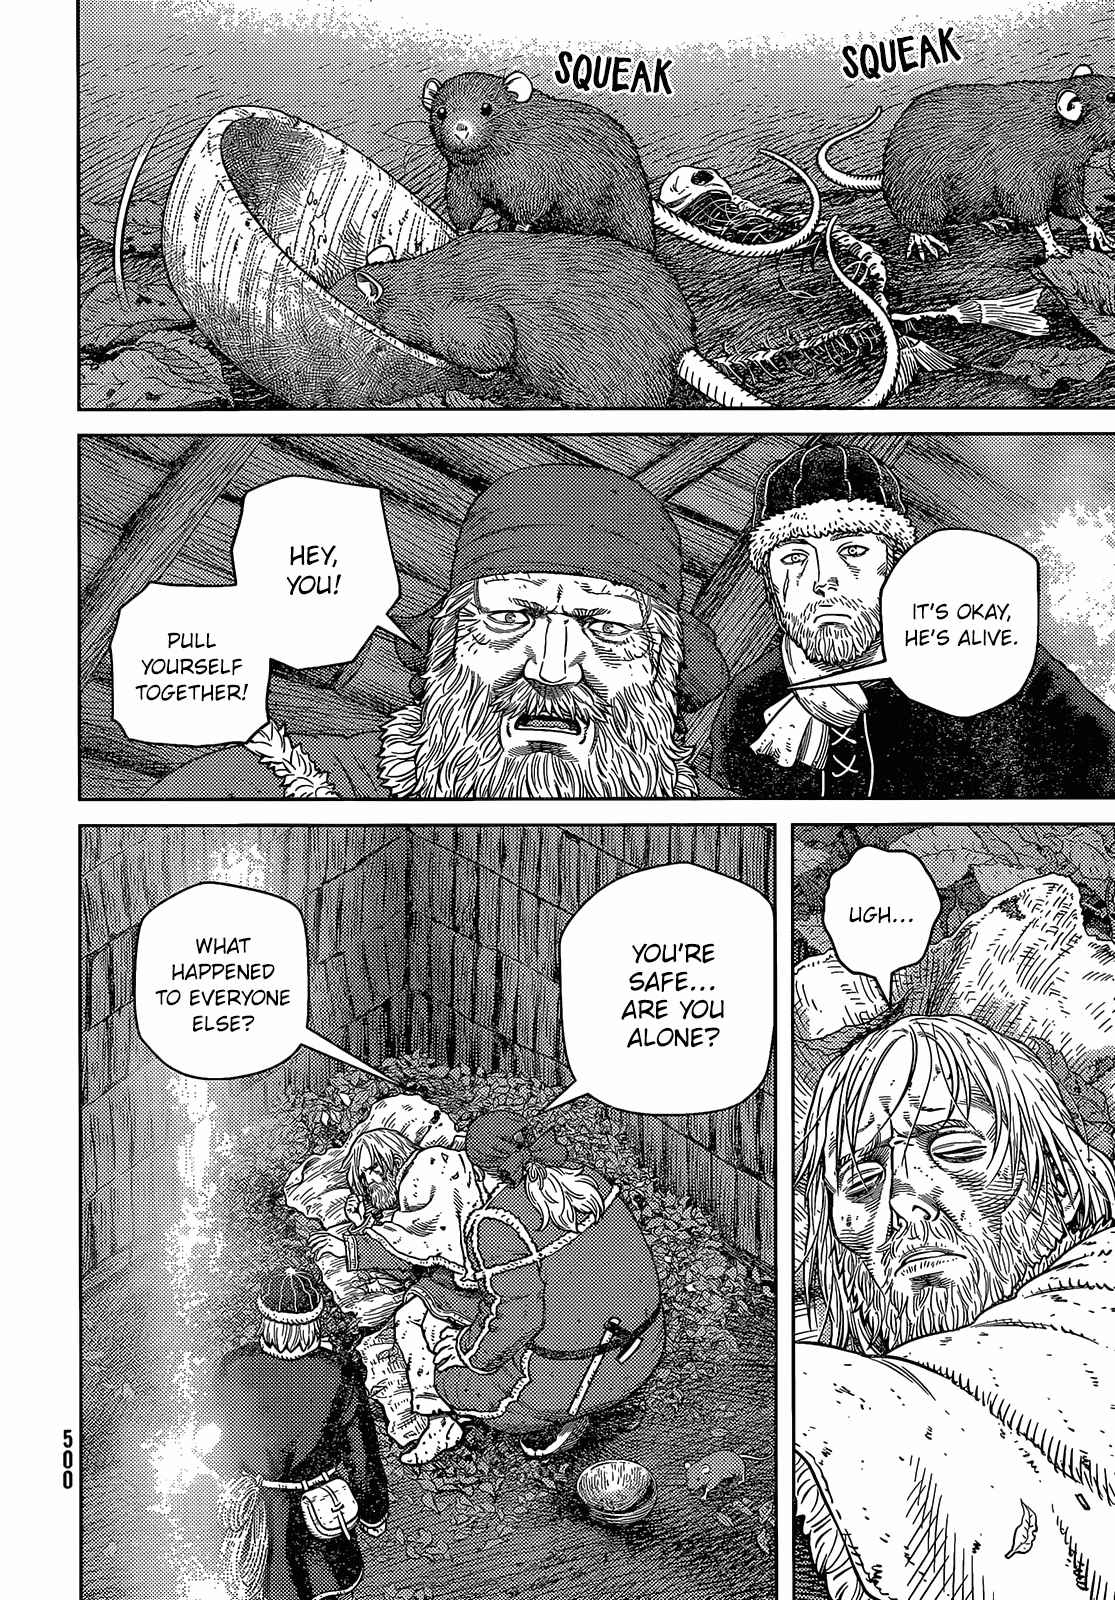 SQUEAK
SQUEAK
IT'S OKAY,
HE'S ALIVE.
HEY,
YOU!
PULL
YOURSELF
TOGETHER!
UGH...
YOU'RE
SAFE...
ARE YOU
ALONE?
WHAT
HAPPENED
TO EVERYONE
ELSE?
500